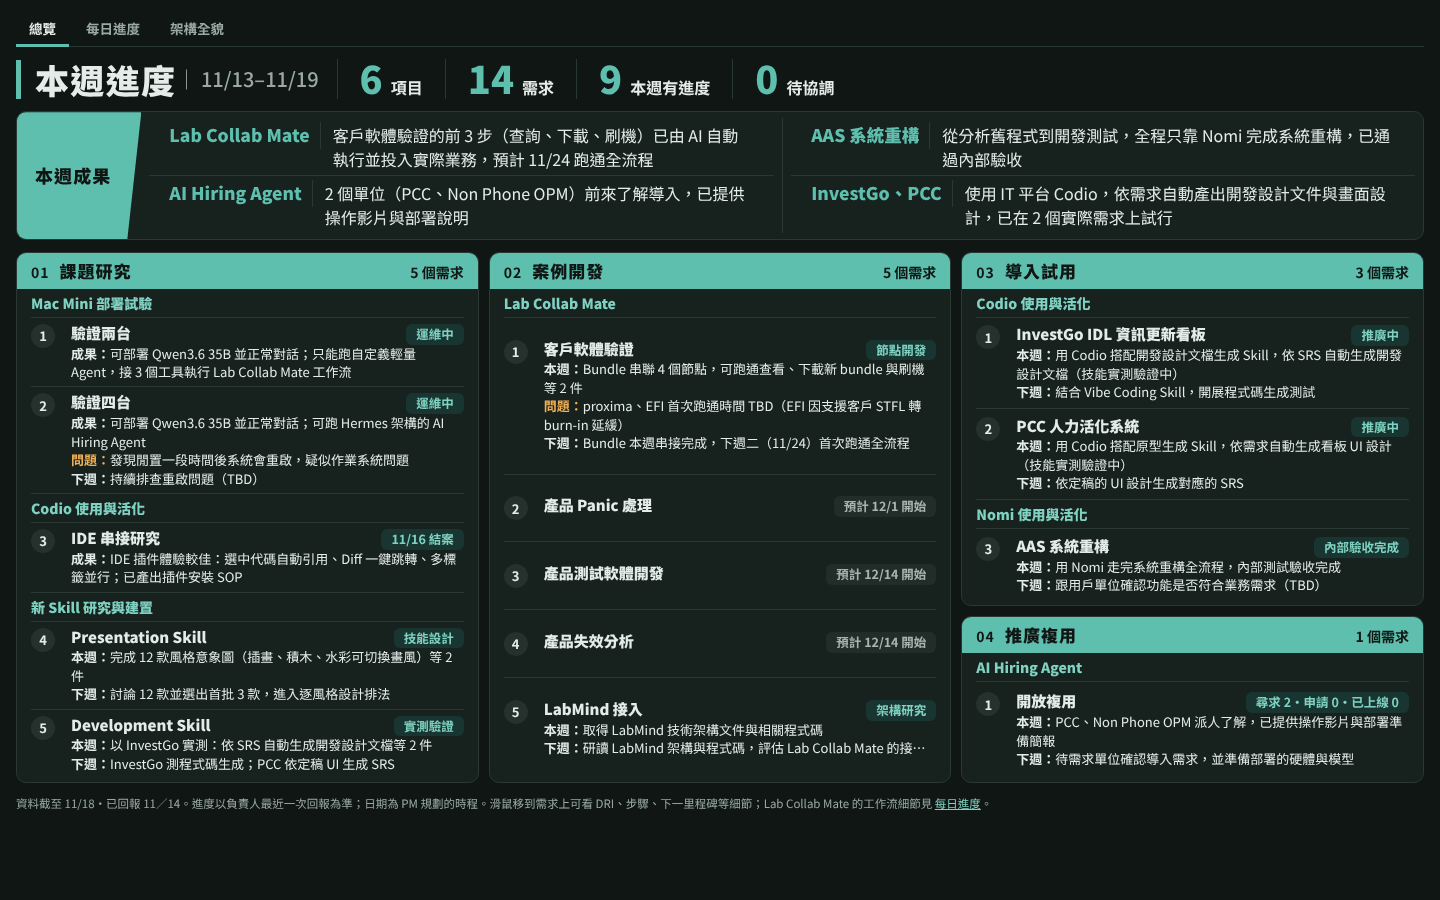 總覽 每日進度 架構全貌
本週進度 11/13–11/19 6 項目 14 需求 9 本週有進度 0 待協調
本週成果
Lab Collab Mate 客戶軟體驗證的前 3 步（查詢、下載、刷機）已由 AI 自動
執行並投入實際業務，預計 11/24 跑通全流程
AI Hiring Agent 2 個單位（PCC、Non Phone OPM）前來了解導入，已提供
操作影片與部署說明
AAS 系統重構 從分析舊程式到開發測試，全程只靠 Nomi 完成系統重構，已通
過內部驗收
InvestGo、PCC 使用 IT 平台 Codio，依需求自動產出開發設計文件與畫面設
計，已在 2 個實際需求上試行
01 課題研究 5 個需求
Mac Mini 部署試驗
1 驗證兩台 運維中
成果：可部署 Qwen3.6 35B 並正常對話；只能跑自定義輕量
Agent，接 3 個工具執行 Lab Collab Mate 工作流
2 驗證四台 運維中
成果：可部署 Qwen3.6 35B 並正常對話；可跑 Hermes 架構的 AI
Hiring Agent
問題：發現閒置一段時間後系統會重啟，疑似作業系統問題
下週：持續排查重啟問題（TBD）
Codio 使用與活化
3 IDE 串接研究 11/16 結案
成果：IDE 插件體驗較佳：選中代碼自動引用、Diff 一鍵跳轉、多標
籤並行；已產出插件安裝 SOP
新 Skill 研究與建置
4 Presentation Skill 技能設計
本週：完成 12 款風格意象圖（插畫、積木、水彩可切換畫風）等 2
件
下週：討論 12 款並選出首批 3 款，進入逐風格設計排法
5 Development Skill 實測驗證
本週：以 InvestGo 實測：依 SRS 自動生成開發設計文檔等 2 件
下週：InvestGo 測程式碼生成；PCC 依定稿 UI 生成 SRS
02 案例開發 5 個需求
Lab Collab Mate
1 客戶軟體驗證 節點開發
本週：Bundle 串聯 4 個節點，可跑通查看、下載新 bundle 與刷機
等 2 件
問題：proxima、EFI 首次跑通時間 TBD（EFI 因支援客戶 STFL 轉
burn-in 延緩）
下週：Bundle 本週串接完成，下週二（11/24）首次跑通全流程
2 產品 Panic 處理 預計 12/1 開始
3 產品測試軟體開發 預計 12/14 開始
4 產品失效分析 預計 12/14 開始
5 LabMind 接入 架構研究
本週：取得 LabMind 技術架構文件與相關程式碼
下週：研讀 LabMind 架構與程式碼，評估 Lab Collab Mate 的接…
03 導入試用 3 個需求
Codio 使用與活化
1 InvestGo IDL 資訊更新看板 推廣中
本週：用 Codio 搭配開發設計文檔生成 Skill，依 SRS 自動生成開發
設計文檔（技能實測驗證中）
下週：結合 Vibe Coding Skill，開展程式碼生成測試
2 PCC 人力活化系統 推廣中
本週：用 Codio 搭配原型生成 Skill，依需求自動生成看板 UI 設計
（技能實測驗證中）
下週：依定稿的 UI 設計生成對應的 SRS
Nomi 使用與活化
3 AAS 系統重構 內部驗收完成
本週：用 Nomi 走完系統重構全流程，內部測試驗收完成
下週：跟用戶單位確認功能是否符合業務需求（TBD）
04 推廣複用 1 個需求
AI Hiring Agent
1 開放複用 尋求 2・申請 0・已上線 0
本週：PCC、Non Phone OPM 派人了解，已提供操作影片與部署準
備簡報
下週：待需求單位確認導入需求，並準備部署的硬體與模型
資料截至 11/18・已回報 11／14。進度以負責人最近一次回報為準；日期為 PM 規劃的時程。滑鼠移到需求上可看 DRI、步驟、下一里程碑等細節；Lab Collab Mate 的工作流細節見 每日進度。